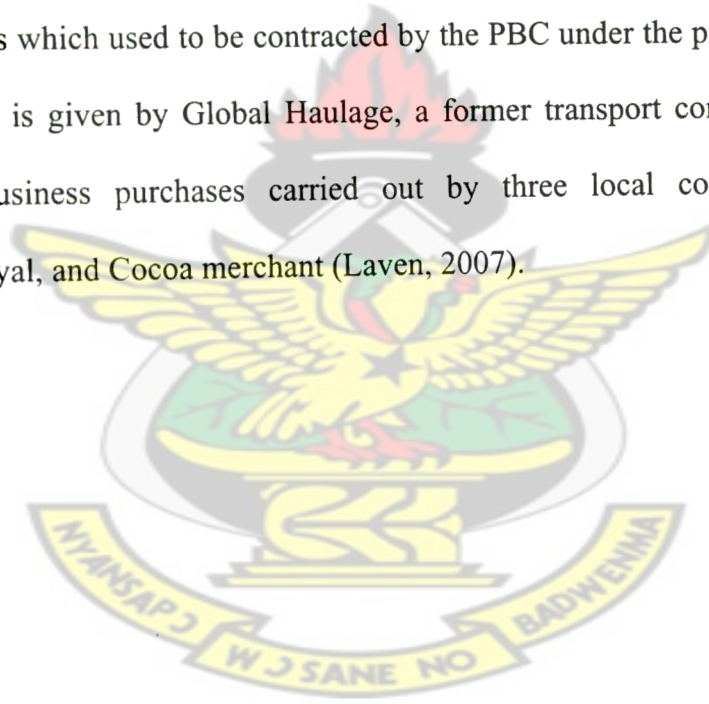 s which used to be contracted by the PBC under the p
is given by Global Haulage, a former transport co
usiness purchases carried out by three local co
yal, and Cocoa merchant (Laven, 2007).
NYANSAPƆ WƆSANE NO BADWENMA